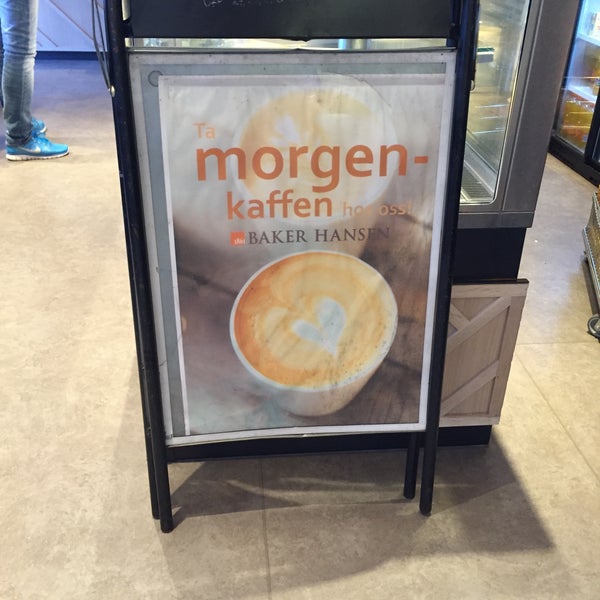 Ta
morgen-
kaffen hos oss!
BAKER HANSEN